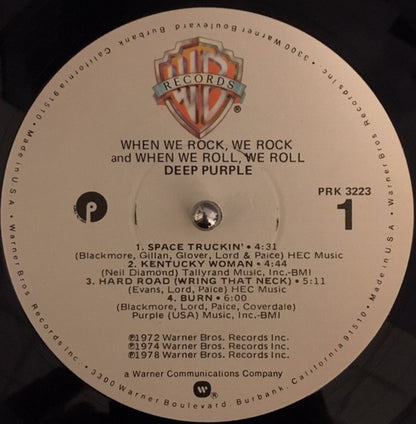 3300 Warner Boulevard Burbank, California 91510 • Made in U.S.A. • Warner Bros. Records Inc. • 3300 Warner Boulevard, Burbank, California 91510 • Made in U.S.A. • Warner Bros. Records Inc. •
WB
RECORDS
®
WHEN WE ROCK, WE ROCK
and WHEN WE ROLL, WE ROLL
DEEP PURPLE
PRK 3223
P
1
1. SPACE TRUCKIN' • 4:31
(Blackmore, Gillan, Glover, Lord & Paice) HEC Music
2. KENTUCKY WOMAN • 4:44
(Neil Diamond) Tallyrand Music, Inc.-BMI
3. HARD ROAD (WRING THAT NECK) • 5:11
(Evans, Lord, Paice) HEC Music
4. BURN • 6:00
(Blackmore, Lord, Paice, Coverdale)
Purple (USA) Music, Inc.-BMI
℗1972 Warner Bros. Records Inc.
℗1974 Warner Bros. Records Inc.
℗1978 Warner Bros. Records Inc.
a Warner Communications Company
W®